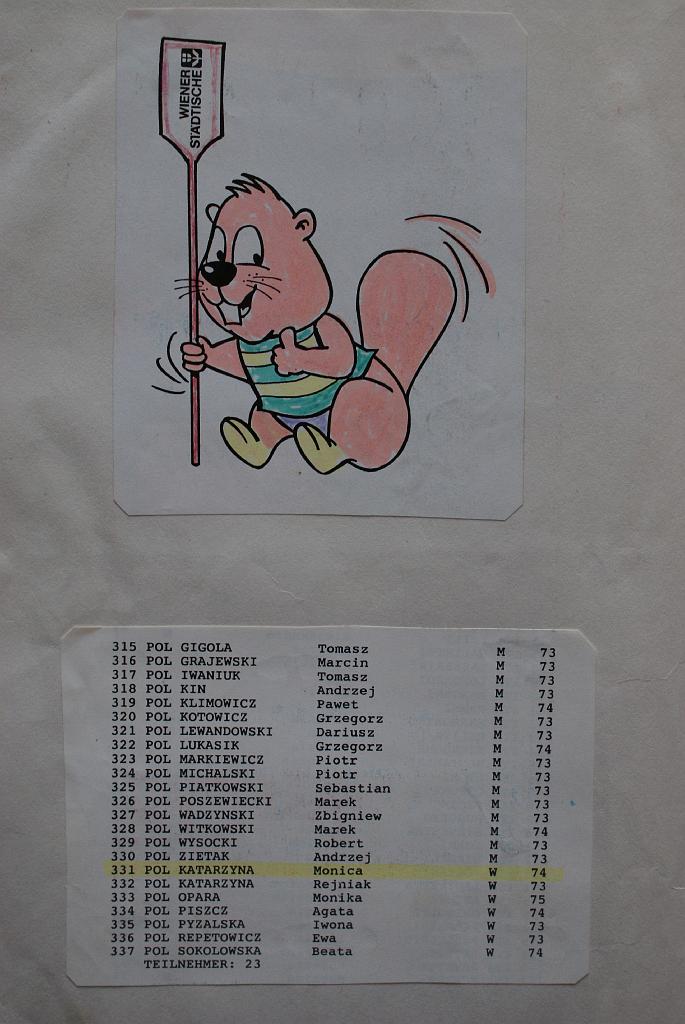 WIENER
STÄDTISCHE
315 POL GIGOLA Tomasz M 73
316 POL GRAJEWSKI Marcin M 73
317 POL IWANIUK Tomasz M 73
318 POL KIN Andrzej M 73
319 POL KLIMOWICZ Pawet M 74
320 POL KOTOWICZ Grzegorz M 73
321 POL LEWANDOWSKI Dariusz M 73
322 POL LUKASIK Grzegorz M 74
323 POL MARKIEWICZ Piotr M 73
324 POL MICHALSKI Piotr M 73
325 POL PIATKOWSKI Sebastian M 73
326 POL POSZEWIECKI Marek M 73
327 POL WADZYNSKI Zbigniew M 73
328 POL WITKOWSKI Marek M 74
329 POL WYSOCKI Robert M 73
330 POL ZIETAK Andrzej M 73
331 POL KATARZYNA Monica W 74
332 POL KATARZYNA Rejniak W 73
333 POL OPARA Monika W 75
334 POL PISZCZ Agata W 74
335 POL PYZALSKA Iwona W 73
336 POL REPETOWICZ Ewa W 73
337 POL SOKOLOWSKA Beata W 74
TEILNEHMER: 23